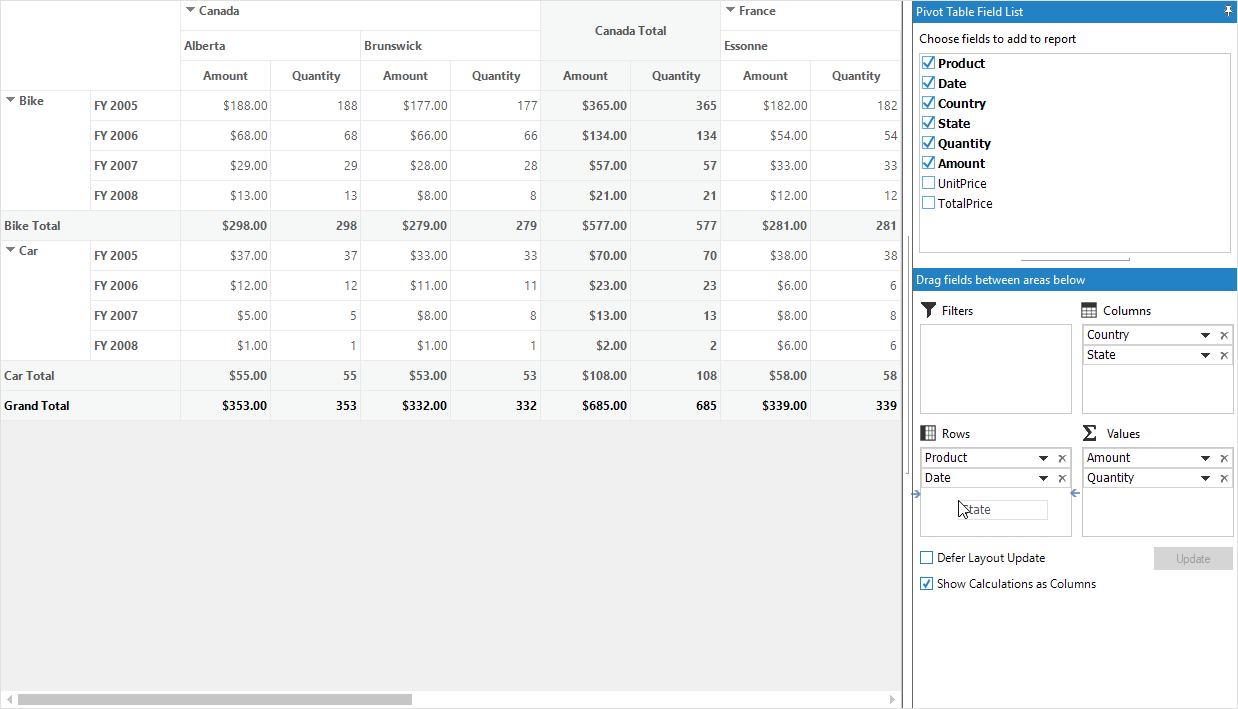 Canada Canada Total France
Alberta Brunswick Essonne
Amount Quantity Amount Quantity Amount Quantity Amount Quantity
Bike FY 2005 $188.00 188 $177.00 177 $365.00 365 $182.00 182
FY 2006 $68.00 68 $66.00 66 $134.00 134 $54.00 54
FY 2007 $29.00 29 $28.00 28 $57.00 57 $33.00 33
FY 2008 $13.00 13 $8.00 8 $21.00 21 $12.00 12
Bike Total $298.00 298 $279.00 279 $577.00 577 $281.00 281
Car FY 2005 $37.00 37 $33.00 33 $70.00 70 $38.00 38
FY 2006 $12.00 12 $11.00 11 $23.00 23 $6.00 6
FY 2007 $5.00 5 $8.00 8 $13.00 13 $8.00 8
FY 2008 $1.00 1 $1.00 1 $2.00 2 $6.00 6
Car Total $55.00 55 $53.00 53 $108.00 108 $58.00 58
Grand Total $353.00 353 $332.00 332 $685.00 685 $339.00 339
Pivot Table Field List
Choose fields to add to report
Product
Date
Country
State
Quantity
Amount
UnitPrice
TotalPrice
Drag fields between areas below
Filters
Columns
Country
State
Rows
Product
Date
State
Values
Amount
Quantity
Defer Layout Update
Update
Show Calculations as Columns